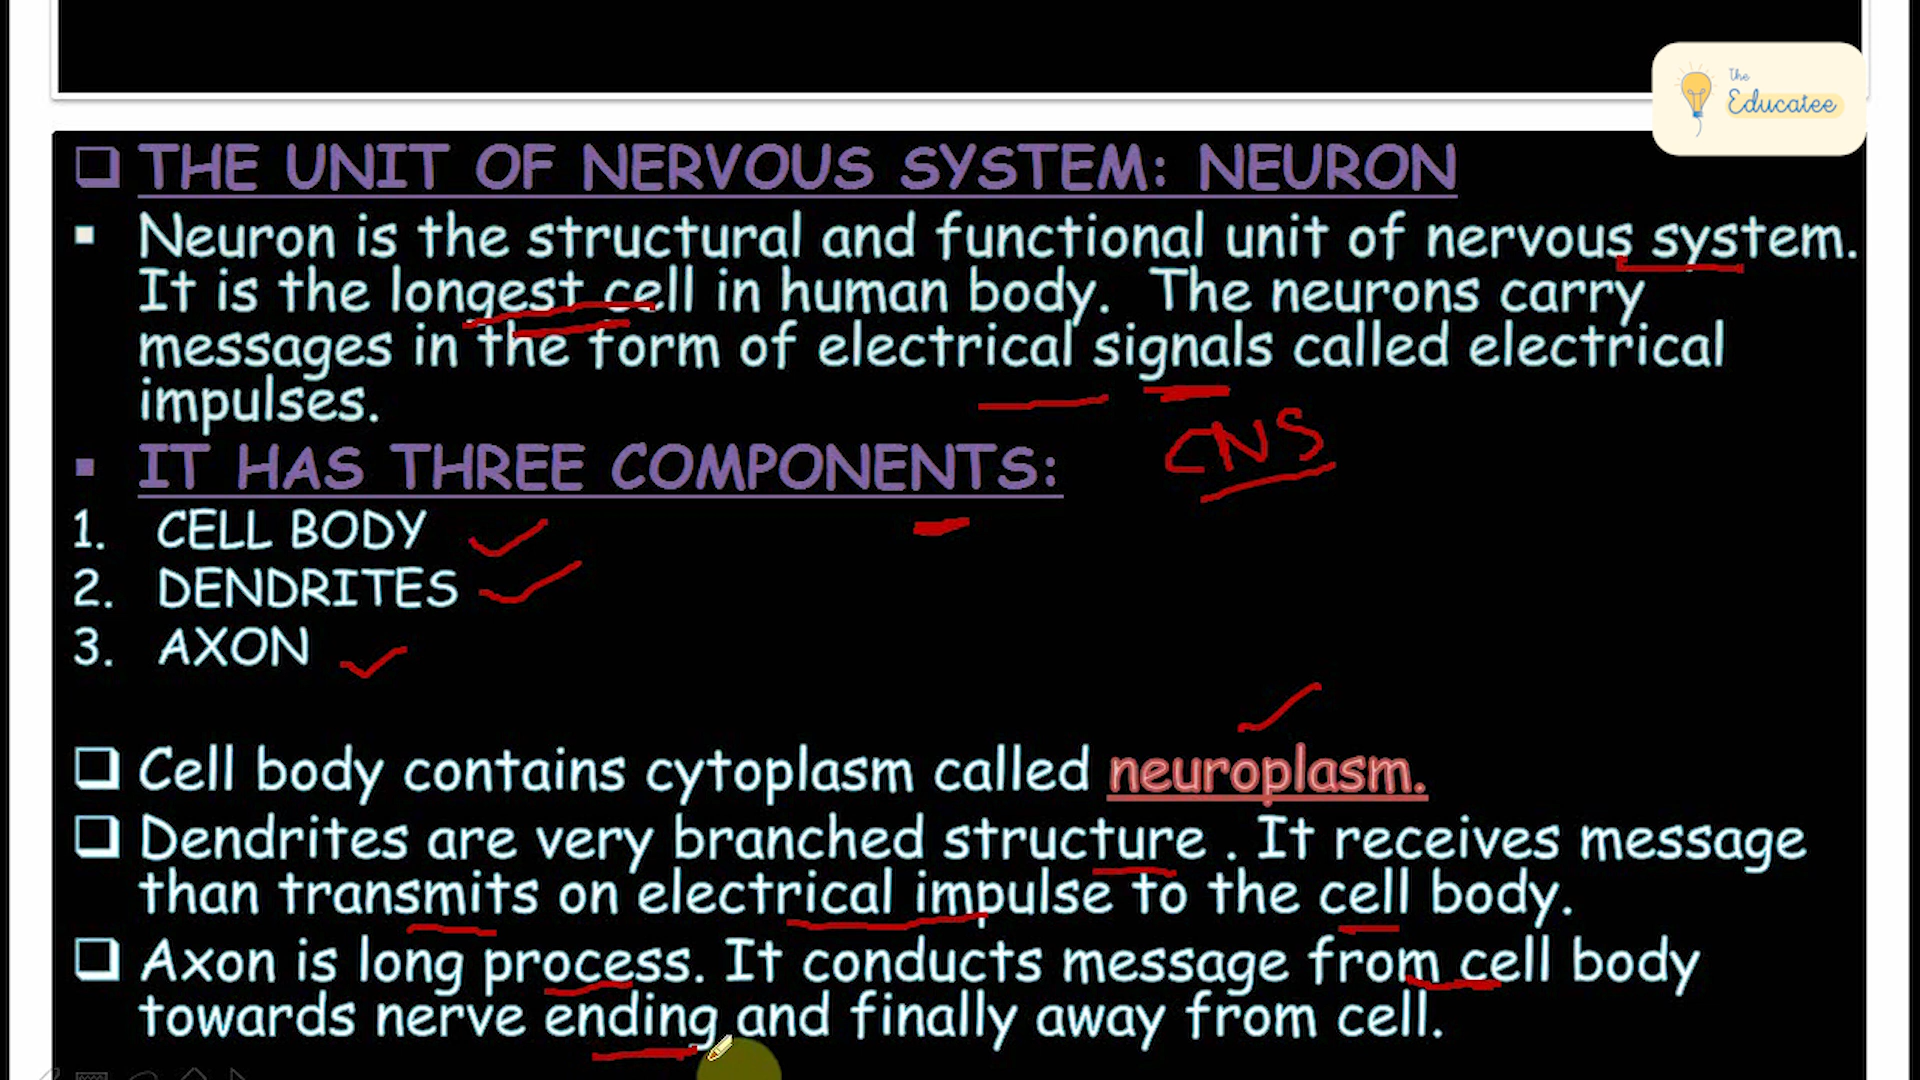 The
Educatee
THE UNIT OF NERVOUS SYSTEM: NEURON
Neuron is the structural and functional unit of nervous system.
It is the longest cell in human body. The neurons carry
messages in the form of electrical signals called electrical
impulses.
CNS
IT HAS THREE COMPONENTS:
1. CELL BODY
2. DENDRITES
3. AXON
Cell body contains cytoplasm called neuroplasm.
Dendrites are very branched structure . It receives message
than transmits on electrical impulse to the cell body.
Axon is long process. It conducts message from cell body
towards nerve ending and finally away from cell.